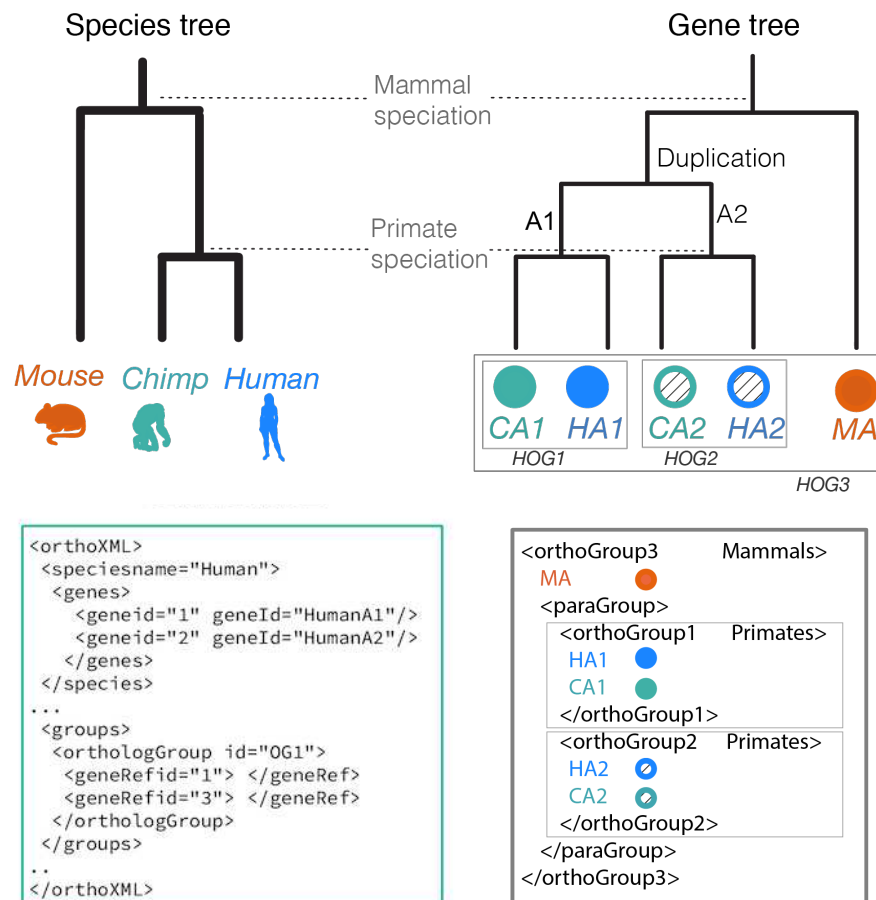 Species tree
Gene tree
Mammal
speciation
Duplication
A1
A2
Primate
speciation
Mouse
Chimp
Human
CA1
HA1
CA2
HA2
MA
HOG1
HOG2
HOG3
<orthoXML>
<speciesname="Human">
<genes>
<geneid="1" geneId="HumanA1"/>
<geneid="2" geneId="HumanA2"/>
</genes>
</species>
...
<groups>
<orthologGroup id="OG1">
<geneRefid="1"> </geneRef>
<geneRefid="3"> </geneRef>
</orthologGroup>
</groups>
..
</orthoXML>
<orthoGroup3 Mammals>
MA
<paraGroup>
<orthoGroup1 Primates>
HA1
CA1
</orthoGroup1>
<orthoGroup2 Primates>
HA2
CA2
</orthoGroup2>
</paraGroup>
</orthoGroup3>